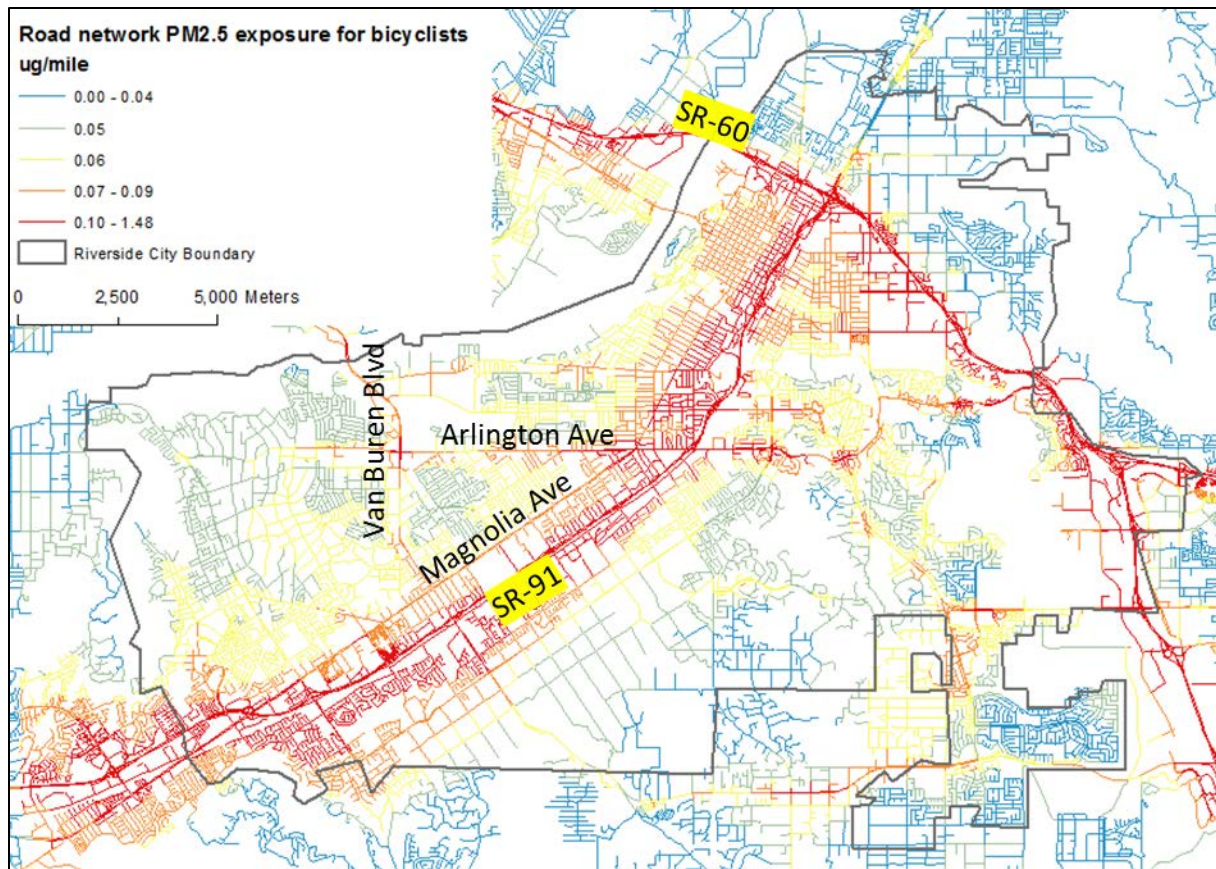 Road network PM2.5 exposure for bicyclists
ug/mile
0.00 - 0.04
0.05
0.06
0.07 - 0.09
0.10 - 1.48
Riverside City Boundary
0 2,500 5,000 Meters
SR-60
Van Buren Blvd
Arlington Ave
Magnolia Ave
SR-91